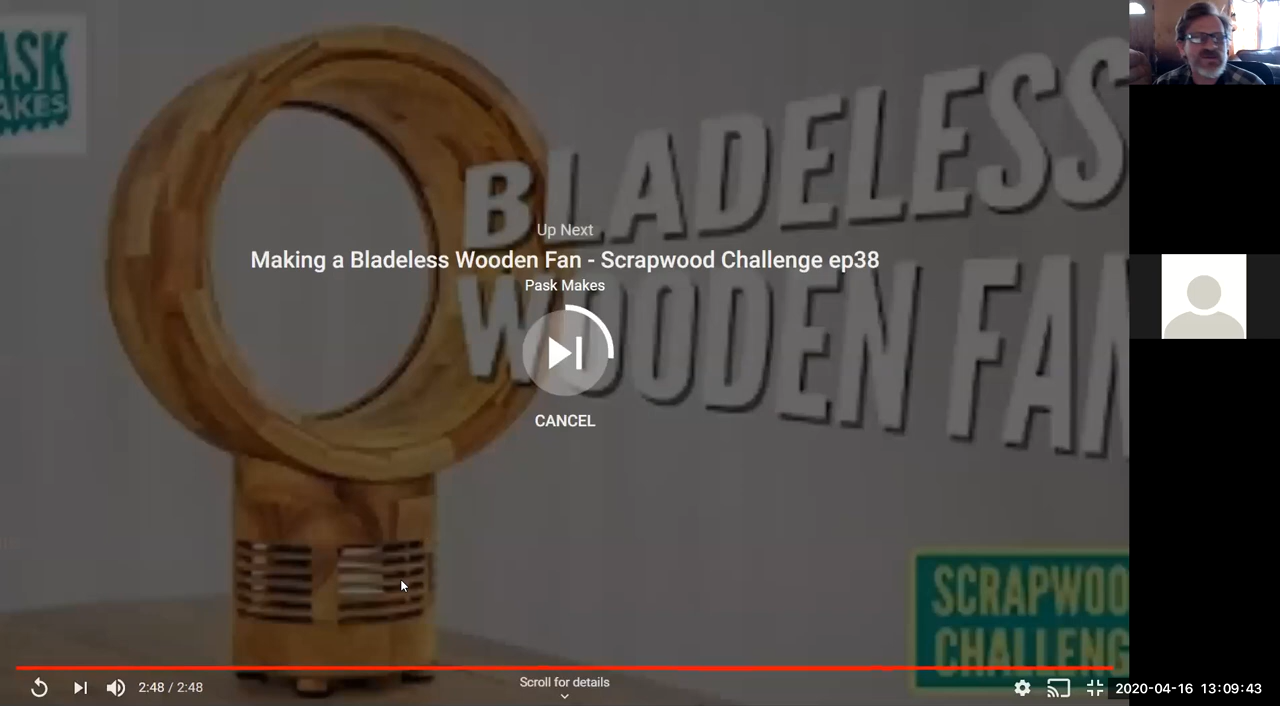 ASK
AKES
BLADELESS
WOODEN FAN
Up Next
Making a Bladeless Wooden Fan - Scrapwood Challenge ep38
Pask Makes
CANCEL
SCRAPWOO
CHALLENG
2:48 / 2:48
Scroll for details
2020-04-16 13:09:43